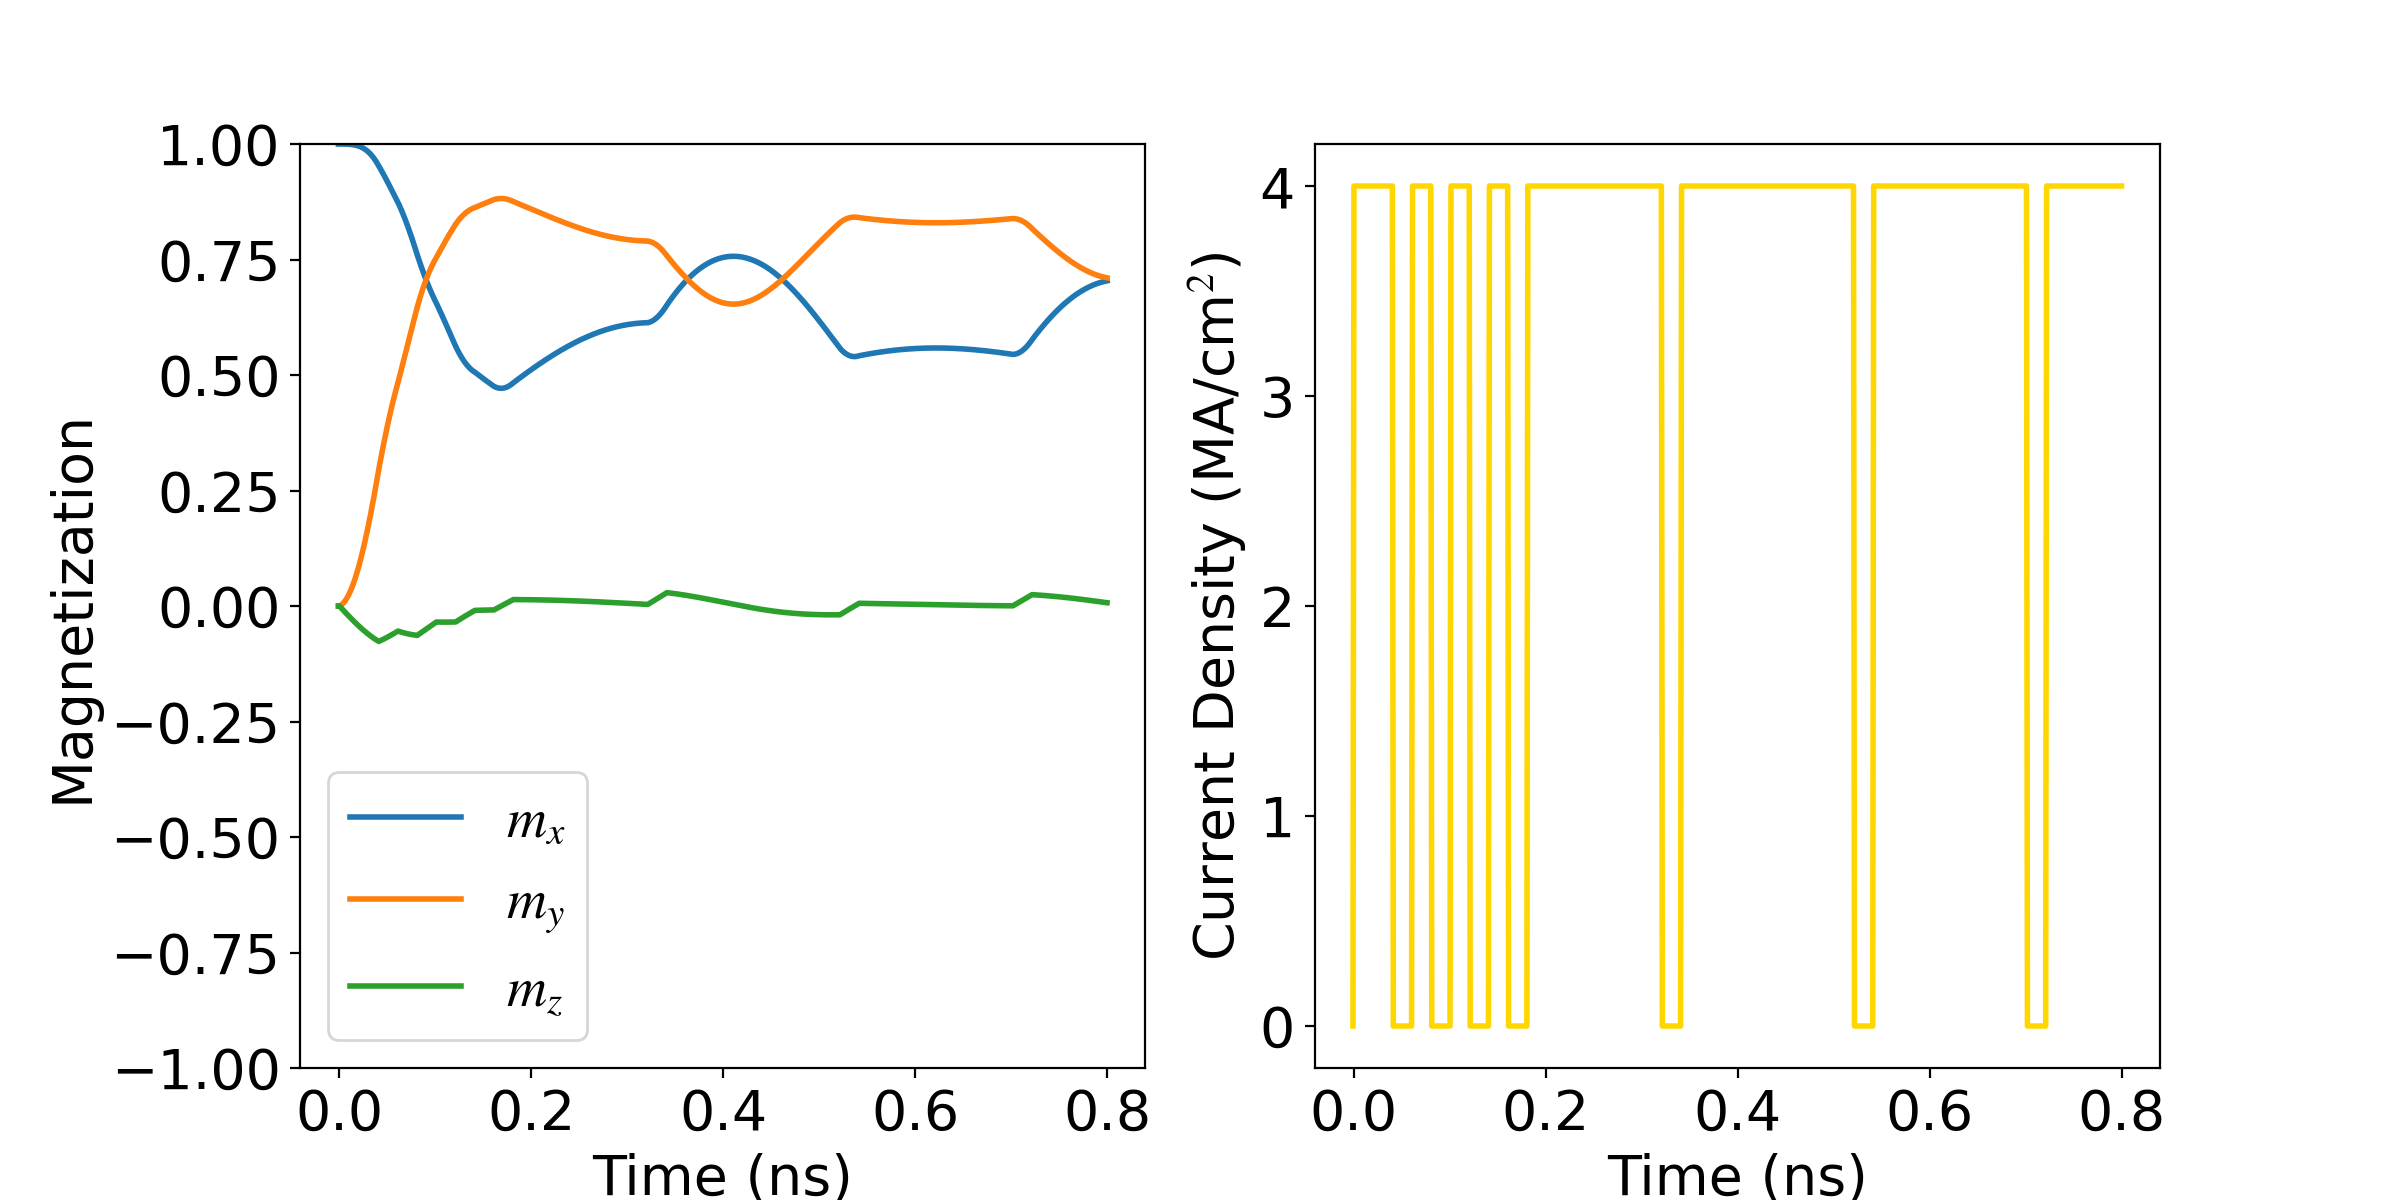 Magnetization
1.00
0.75
0.50
0.25
0.00
−0.25
−0.50
−0.75
−1.00
m_x
m_y
m_z
0.0 0.2 0.4 0.6 0.8
Time (ns)
Current Density (MA/cm²)
4
3
2
1
0
0.0 0.2 0.4 0.6 0.8
Time (ns)